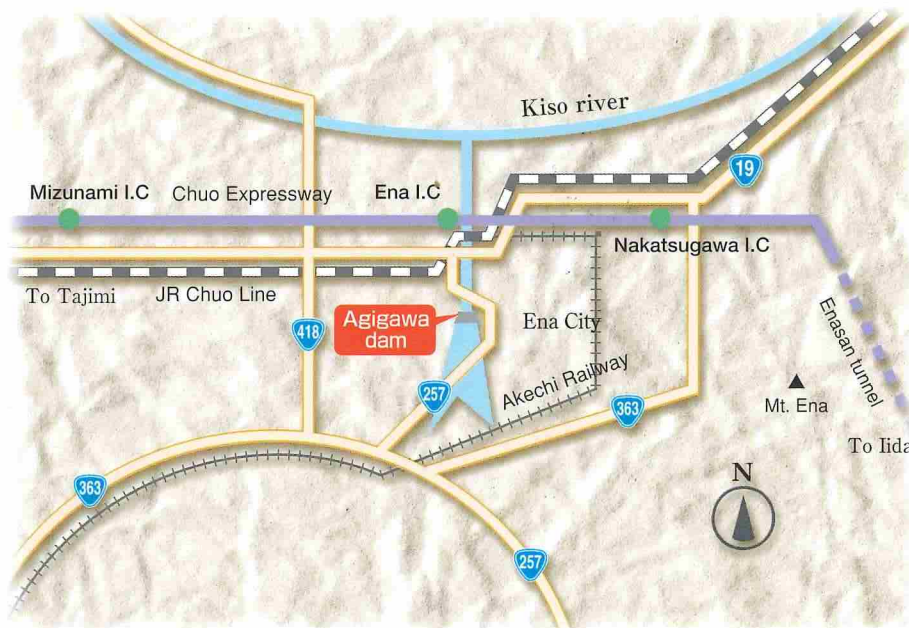 Kiso river
19
Mizunami I.C
Chuo Expressway
Ena I.C
Nakatsugawa I.C
To Tajimi
JR Chuo Line
Agigawa
dam
Ena City
418
Enasan tunnel
257
Akechi Railway
363
Mt. Ena
To Iida
363
N
257